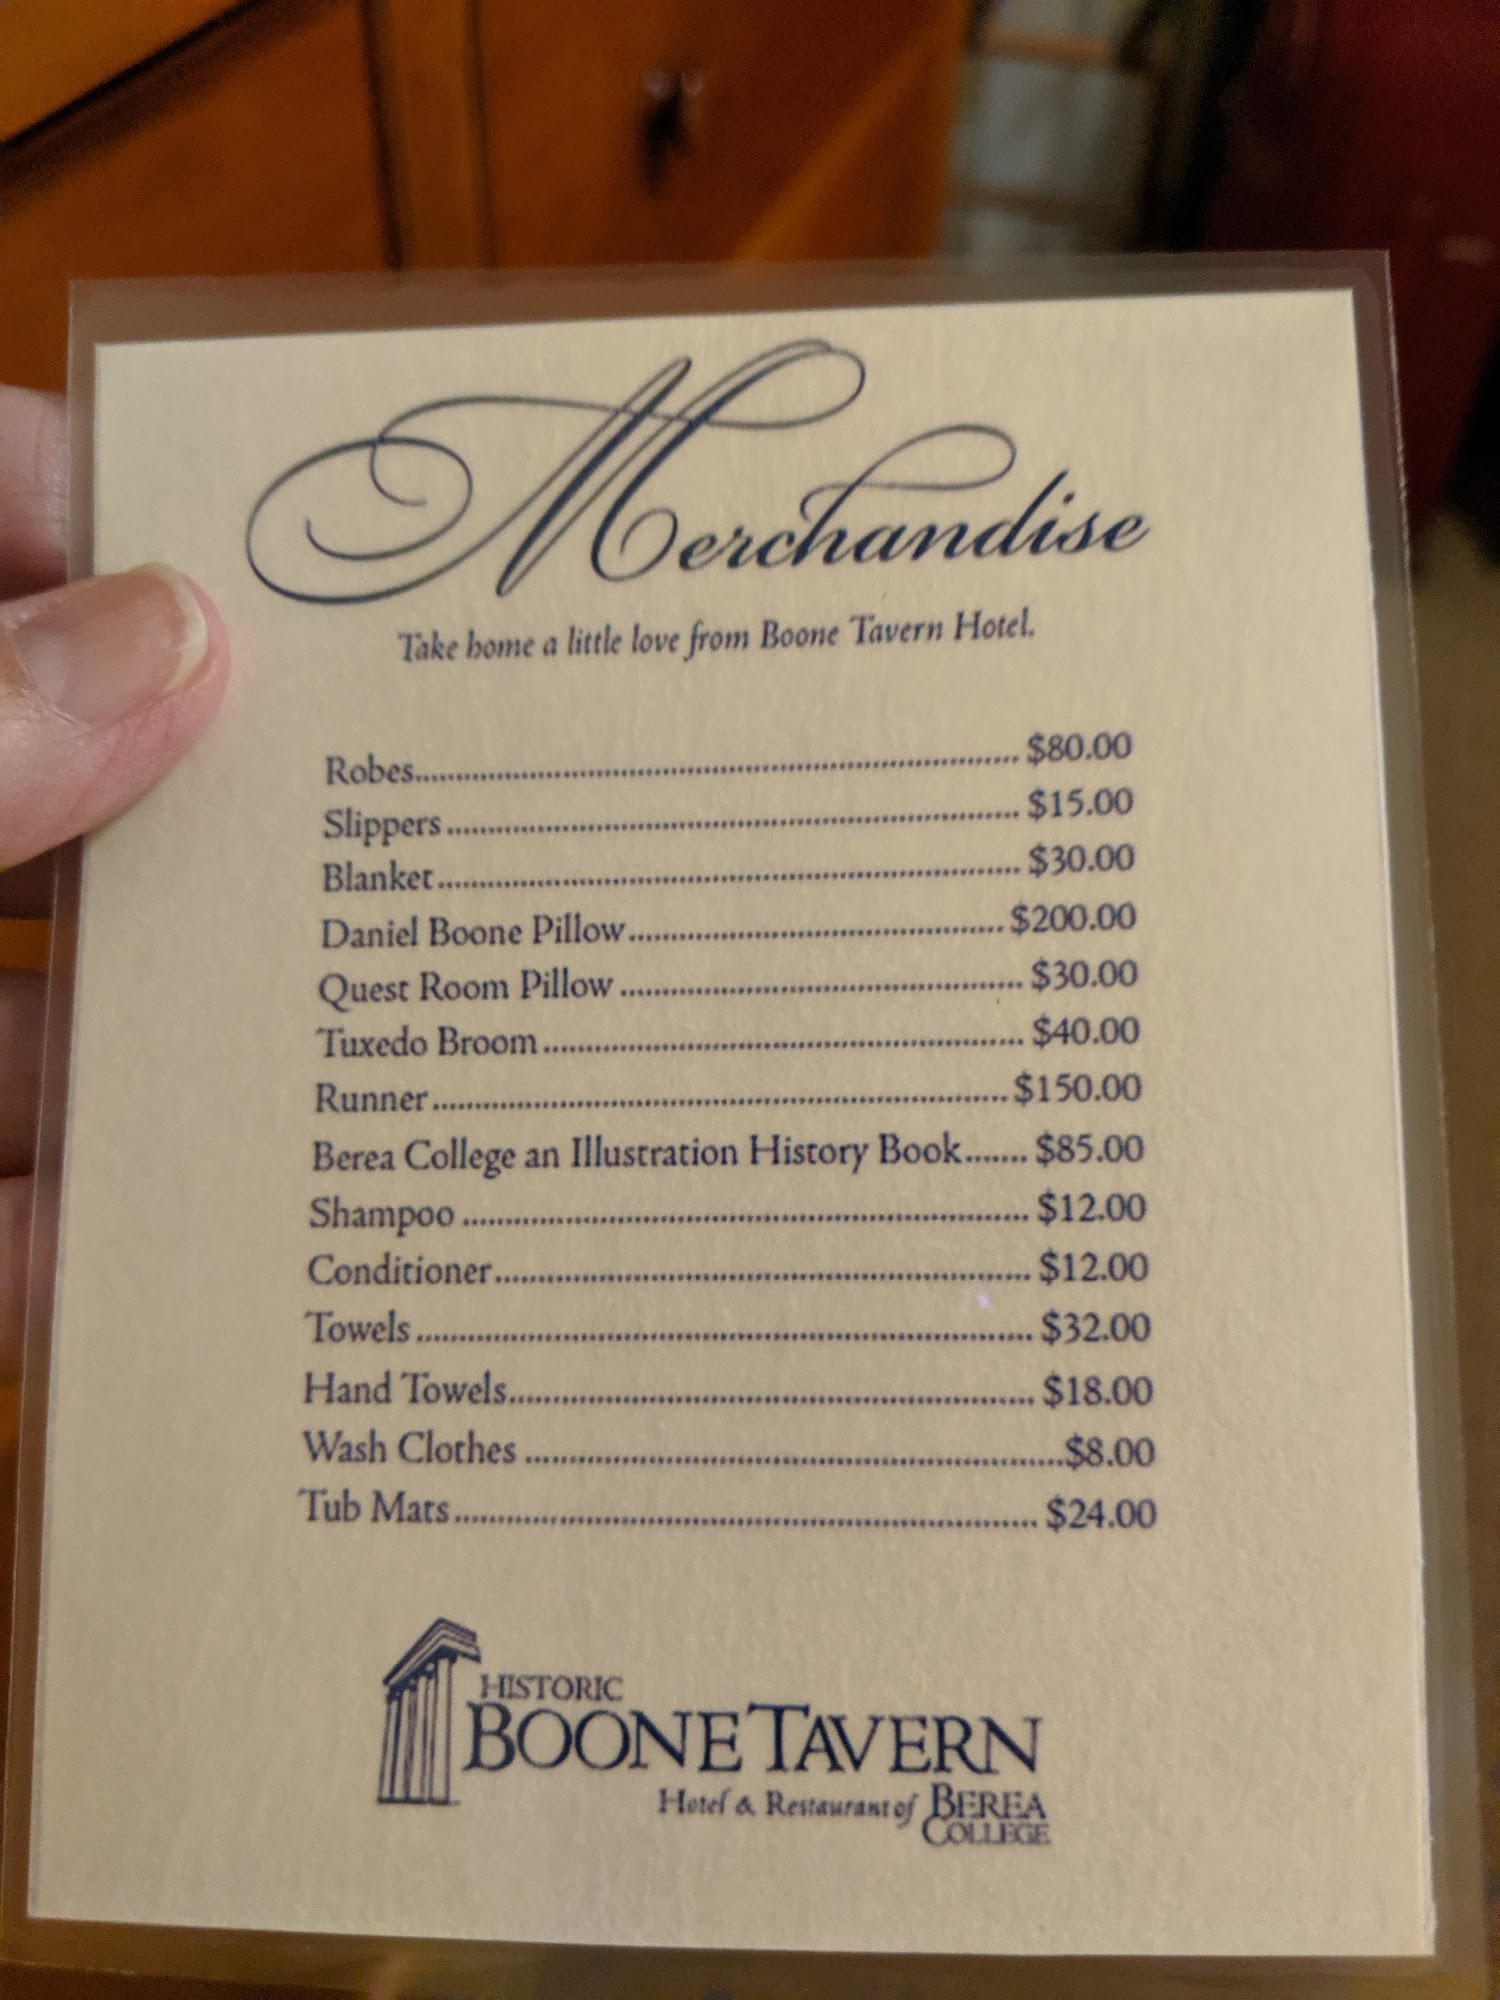 Merchandise
Take home a little love from Boone Tavern Hotel.
Robes........ $80.00
Slippers........ $15.00
Blanket........ $30.00
Daniel Boone Pillow........ $200.00
Quest Room Pillow ........ $30.00
Tuxedo Broom........ $40.00
Runner........ $150.00
Berea College an Illustration History Book....... $85.00
Shampoo ........ $12.00
Conditioner........ $12.00
Towels ........ $32.00
Hand Towels........ $18.00
Wash Clothes ........$8.00
Tub Mats........ $24.00
HISTORIC
BOONE TAVERN
Hotel & Restaurant of BEREA
COLLEGE